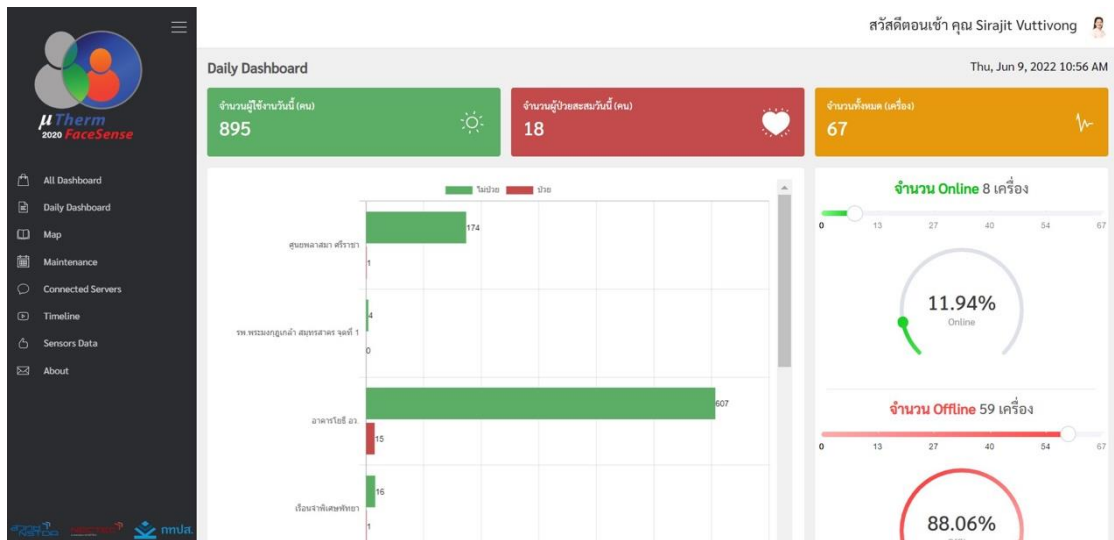 สวัสดีตอนเช้า คุณ Sirajit Vuttivong
µTherm
2020 FaceSense
All Dashboard
Daily Dashboard
Map
Maintenance
Connected Servers
Timeline
Sensors Data
About
กทปส.
Daily Dashboard
Thu, Jun 9, 2022 10:56 AM
จำนวนผู้ใช้งานวันนี้ (คน)
895
จำนวนผู้ป่วยสะสมวันนี้ (คน)
18
จำนวนทั้งหมด (เครื่อง)
67
ไม่ป่วย ป่วย
ศูนยพลาสมา ศรีราชา
174
1
รพ.พระมงกุฎเกล้า สมุทรสาคร จุดที่ 1
4
0
อาคารโยธี อว.
607
15
เรือนจำพิเศษพัทยา
16
1
จำนวน Online 8 เครื่อง
0 13 27 40 54 67
11.94%
Online
จำนวน Offline 59 เครื่อง
0 13 27 40 54 67
88.06%